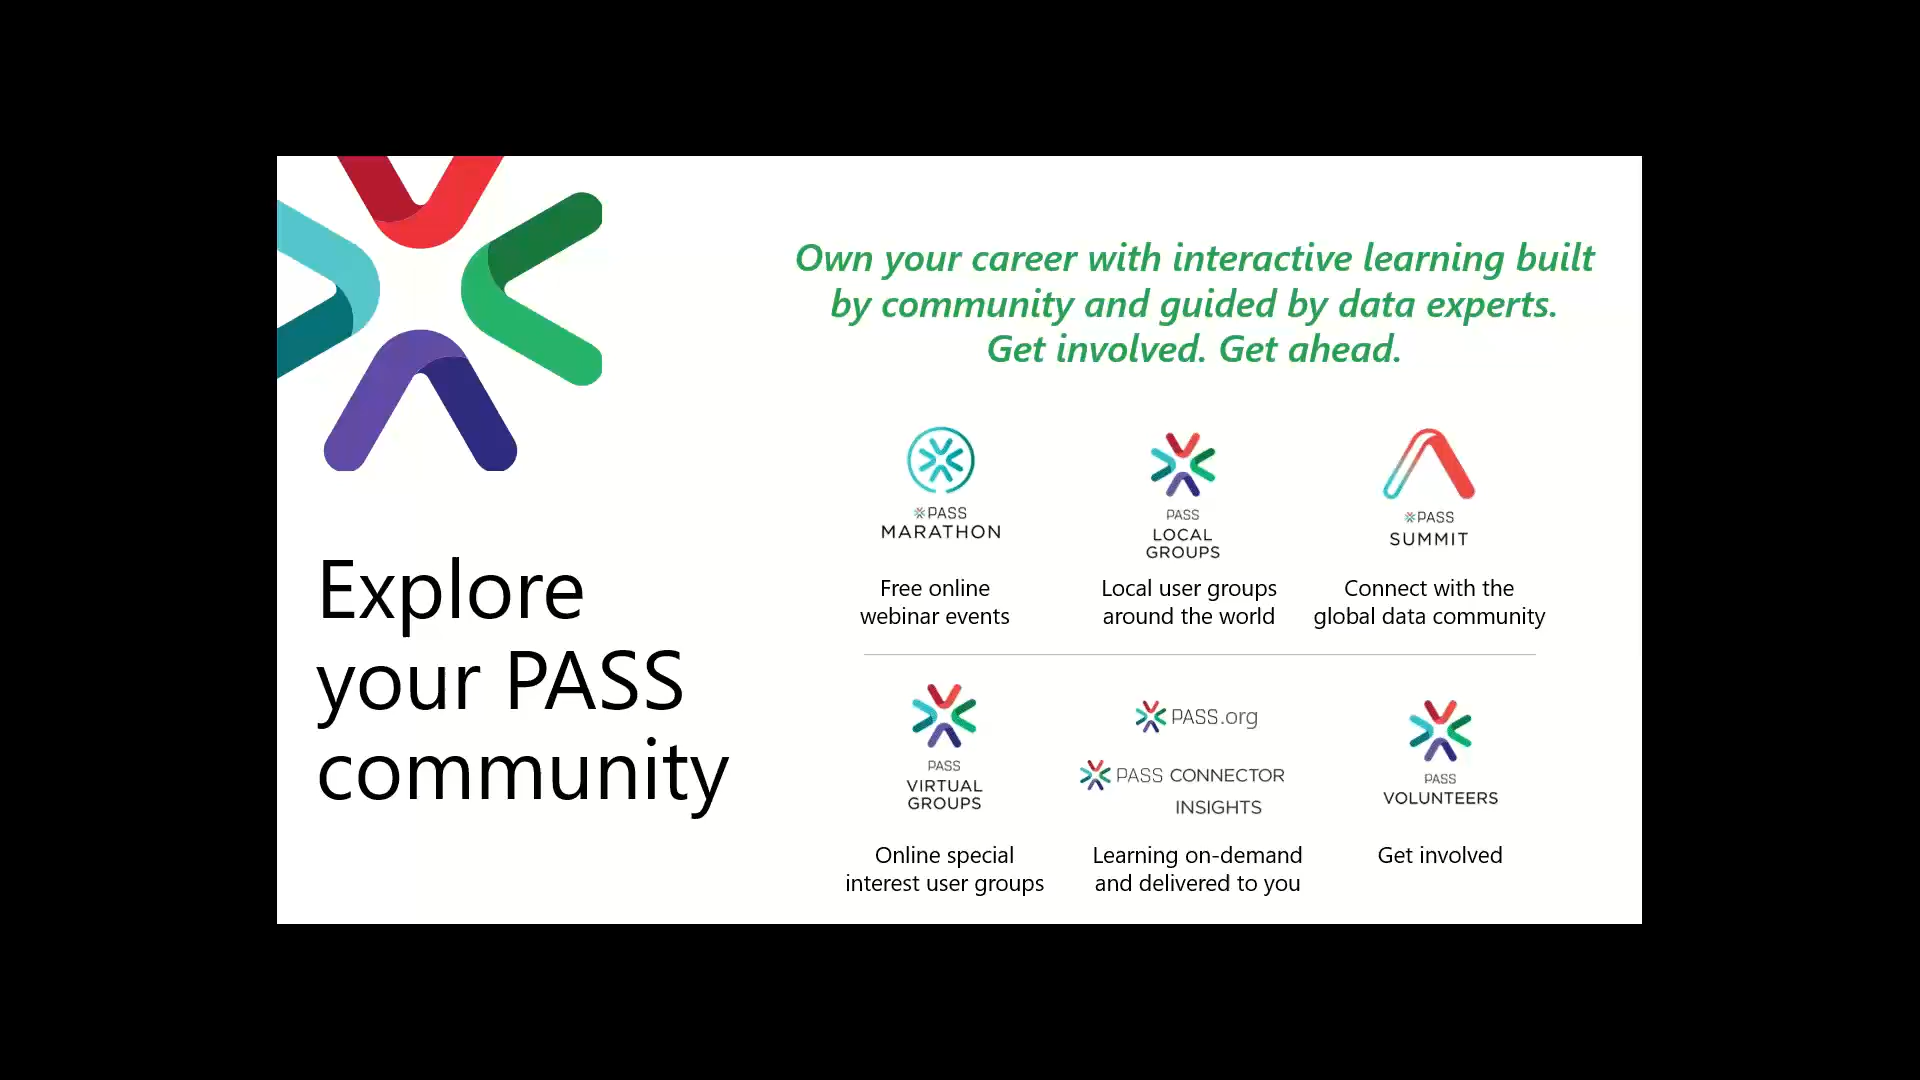 Explore
your PASS
community
Own your career with interactive learning built
by community and guided by data experts.
Get involved. Get ahead.
PASS
MARATHON
Free online
webinar events
PASS
LOCAL
GROUPS
Local user groups
around the world
PASS
SUMMIT
Connect with the
global data community
PASS
VIRTUAL
GROUPS
Online special
interest user groups
PASS.org
PASS CONNECTOR
INSIGHTS
Learning on-demand
and delivered to you
PASS
VOLUNTEERS
Get involved